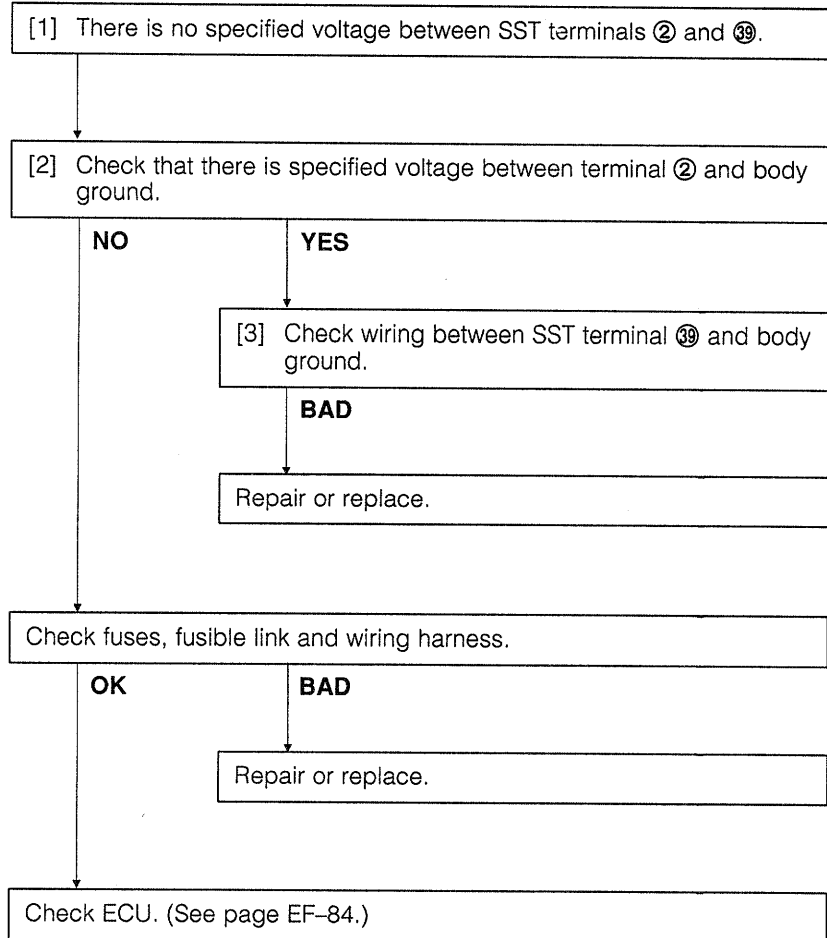 [1] There is no specified voltage between SST terminals ② and ㊴.
[2] Check that there is specified voltage between terminal ② and body
ground.
NO
YES
[3] Check wiring between SST terminal ㊴ and body
ground.
BAD
Repair or replace.
Check fuses, fusible link and wiring harness.
OK
BAD
Repair or replace.
Check ECU. (See page EF–84.)